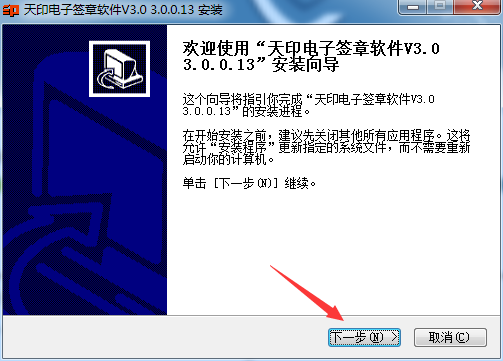 天印电子签章软件V3.0 3.0.0.13 安装
欢迎使用“天印电子签章软件V3.0
3.0.0.13”安装向导
这个向导将指引你完成“天印电子签章软件V3.0
3.0.0.13”的安装进程。
在开始安装之前，建议先关闭其他所有应用程序。这将
允许“安装程序”更新指定的系统文件，而不需要重新
启动你的计算机。
单击 [下一步(N)] 继续。
下一步(N) >
取消(C)